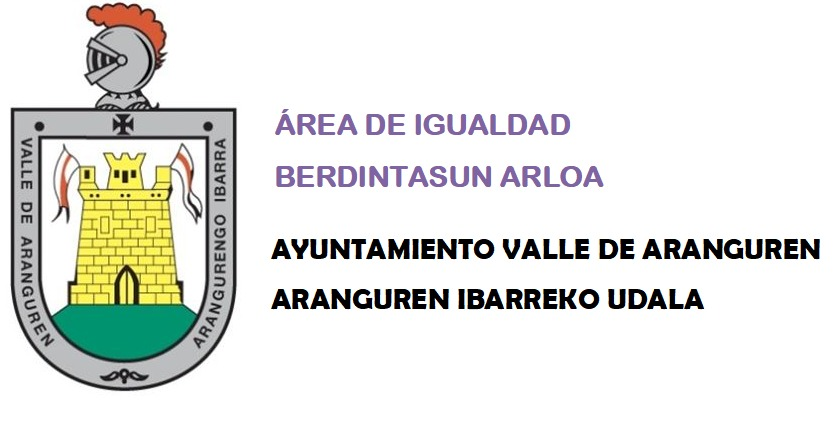 VALLE DE ARANGUREN
ARANGURENGO IBARRA
ÁREA DE IGUALDAD
BERDINTASUN ARLOA
AYUNTAMIENTO VALLE DE ARANGUREN
ARANGUREN IBARREKO UDALA